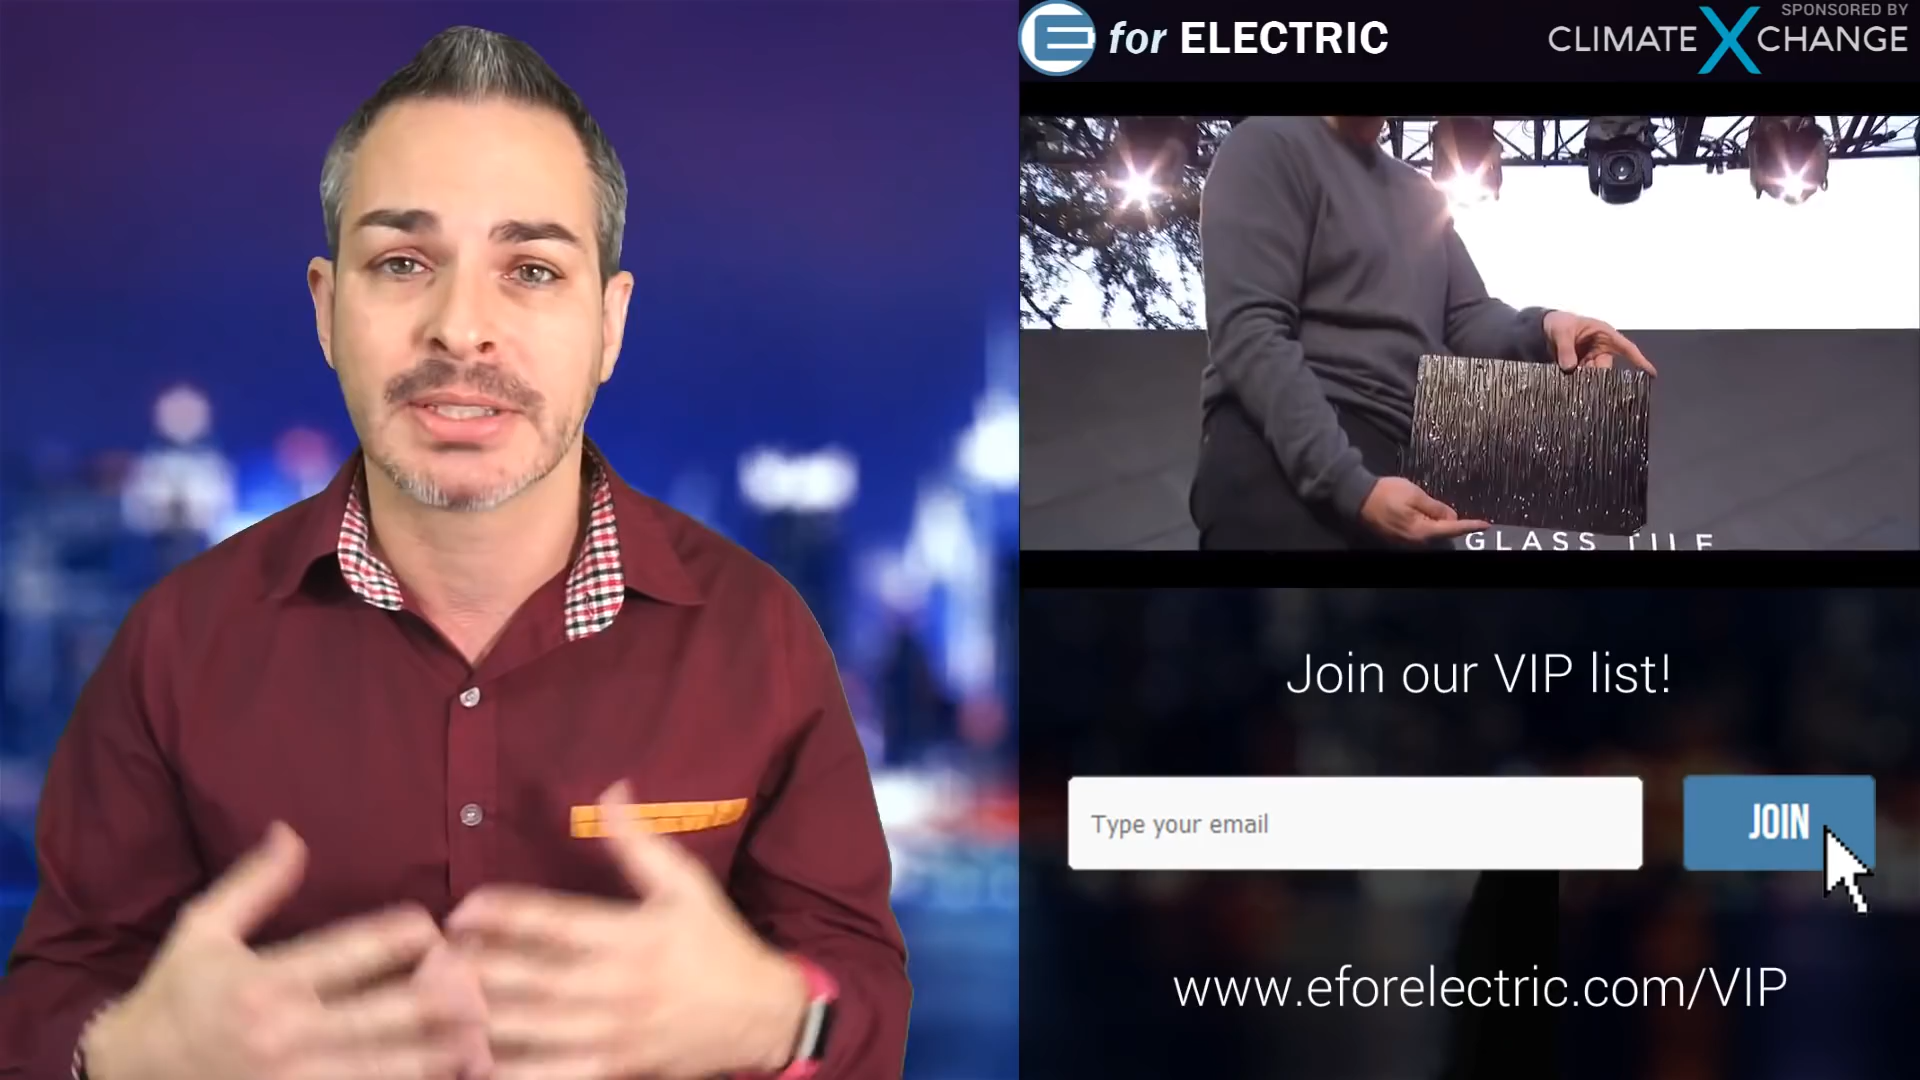 E for ELECTRIC
SPONSORED BY
CLIMATE X CHANGE
GLASS TILE
Join our VIP list!
Type your email
JOIN
www.eforelectric.com/VIP